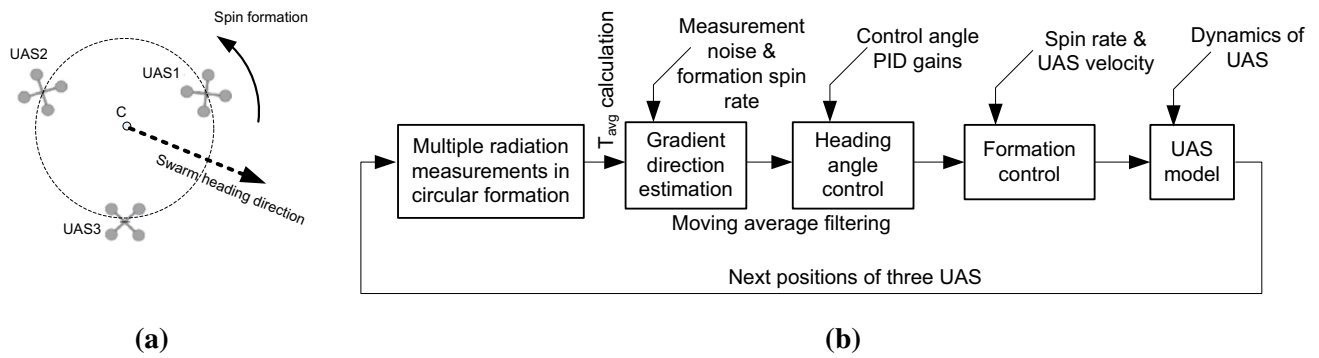 Spin formation
UAS2
UAS1
C
Swarm heading direction
UAS3
(a)
Measurement
noise &
formation spin
rate
Control angle
PID gains
Spin rate &
UAS velocity
Dynamics of
UAS
T_avg calculation
Multiple radiation
measurements in
circular formation
Gradient
direction
estimation
Heading
angle
control
Formation
control
UAS
model
Moving average filtering
Next positions of three UAS
(b)